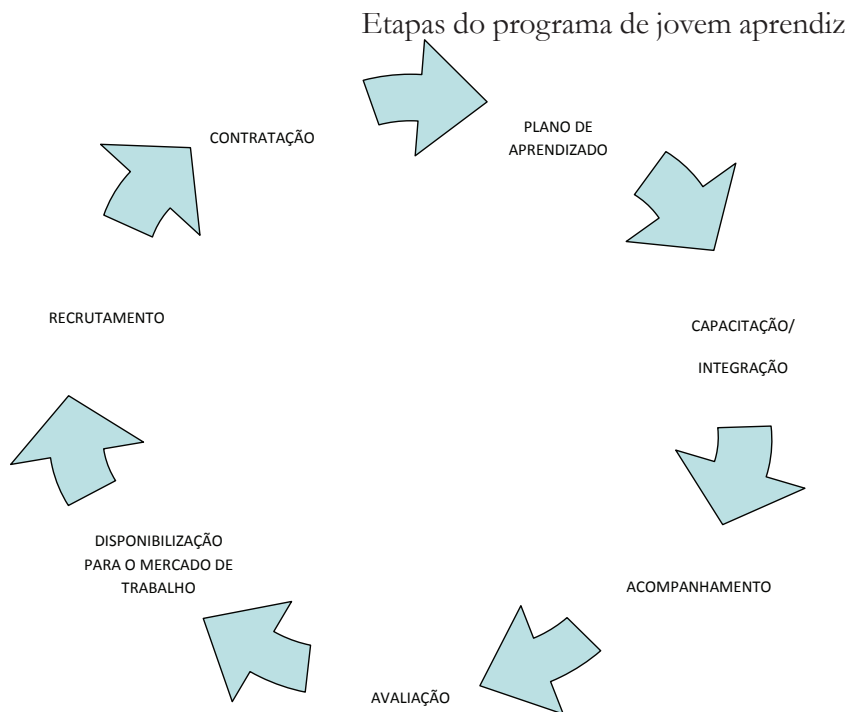 Etapas do programa de jovem aprendiz
CONTRATAÇÃO
PLANO DE
APRENDIZADO
CAPACITAÇÃO/
INTEGRAÇÃO
ACOMPANHAMENTO
AVALIAÇÃO
DISPONIBILIZAÇÃO
PARA O MERCADO DE
TRABALHO
RECRUTAMENTO